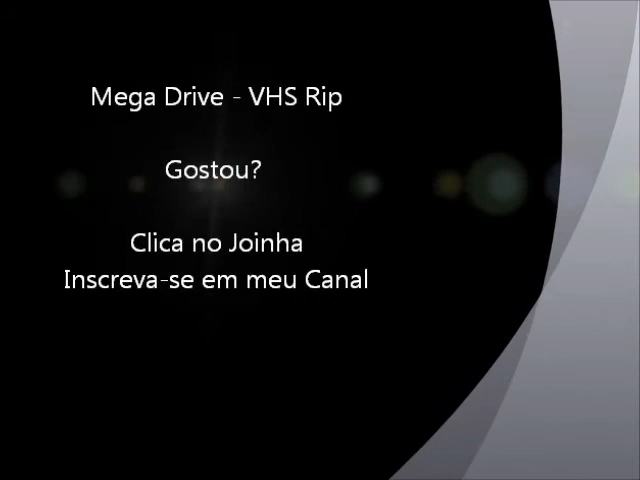 Mega Drive - VHS Rip
Gostou?
Clica no Joinha
Inscreva-se em meu Canal